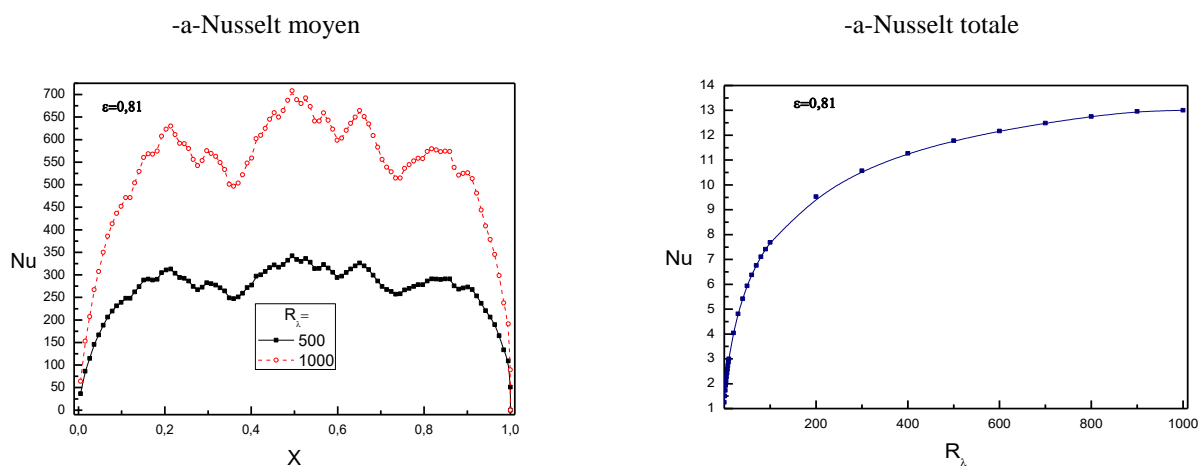 -a-Nusselt moyen
-a-Nusselt totale
ε=0,81
700
650
600
550
500
450
400
350
300
250
200
150
100
50
0
Nu
R_λ=
500
1000
0,0 0,2 0,4 0,6 0,8 1,0
X
ε=0,81
14
13
12
11
10
9
8
7
6
5
4
3
2
1
Nu
200 400 600 800 1000
R_λ